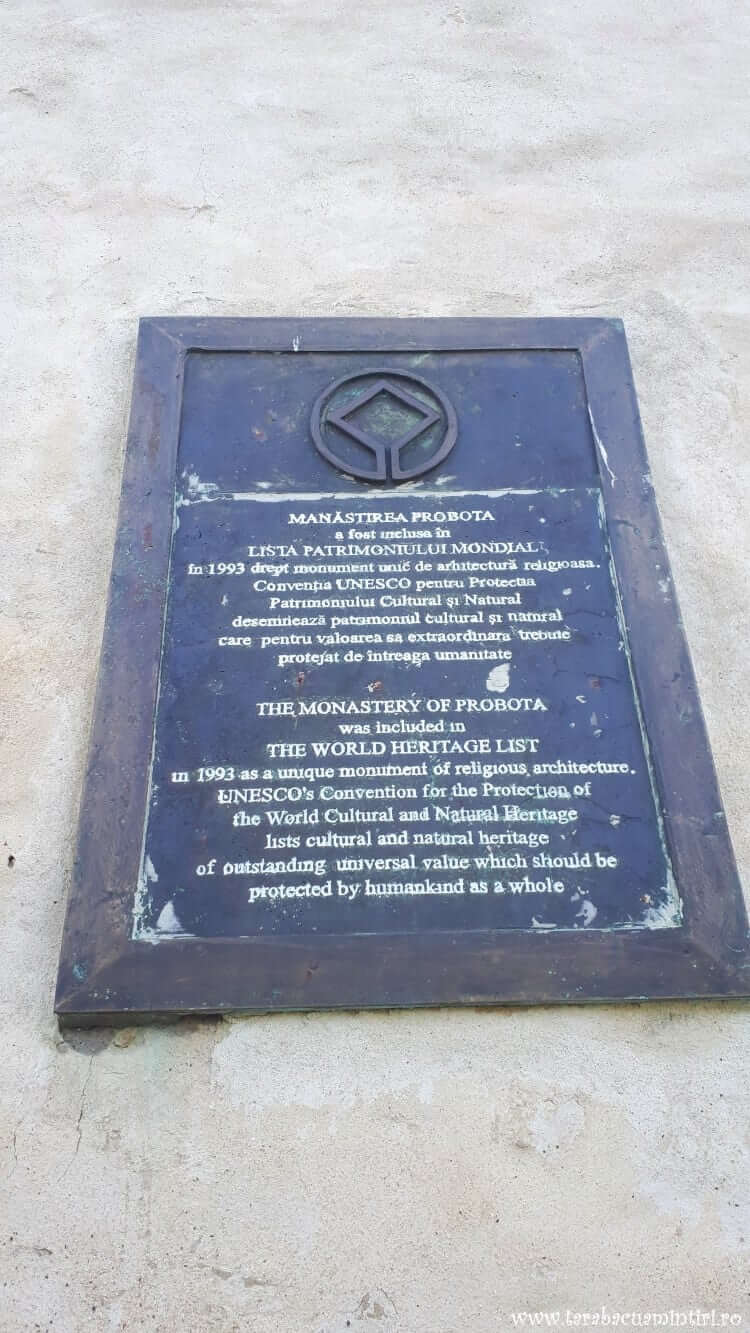 MANĂSTIREA PROBOTA
a fost inclusa în
LISTA PATRIMONIULUI MONDIAL
în 1993 drept monument unic de arhitectură religioasa.
Convenția UNESCO pentru Protectia
Patrimoniului Cultural și Natural
desemnează patrimoniul cultural și natural
care pentru valoarea sa extraordinara trebuie
protejat de întreaga umanitate
THE MONASTERY OF PROBOTA
was included in
THE WORLD HERITAGE LIST
in 1993 as a unique monument of religious architecture.
UNESCO's Convention for the Protection of
the World Cultural and Natural Heritage
lists cultural and natural heritage
of outstanding universal value which should be
protected by humankind as a whole
www.tarabacuamintiri.ro